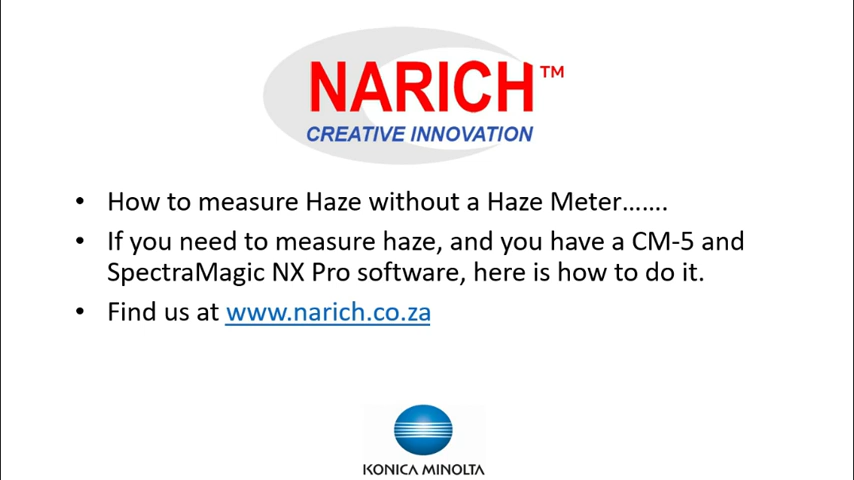 NARICH™
CREATIVE INNOVATION
• How to measure Haze without a Haze Meter.......
• If you need to measure haze, and you have a CM-5 and
SpectraMagic NX Pro software, here is how to do it.
• Find us at www.narich.co.za
KONICA MINOLTA